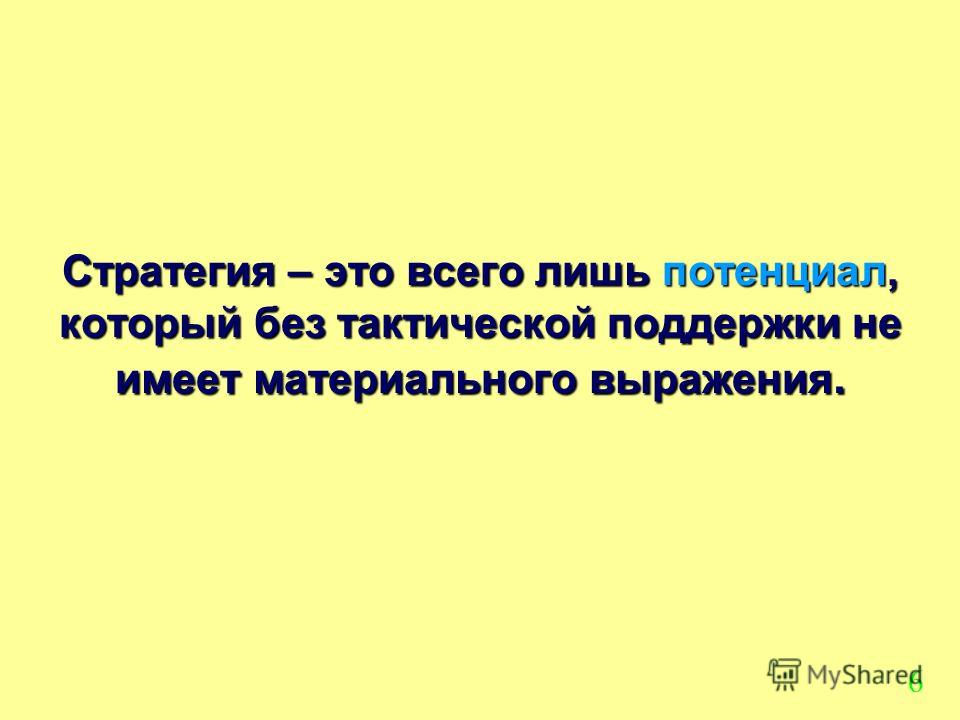 Стратегия – это всего лишь потенциал,
который без тактической поддержки не
имеет материального выражения.
MyShared
6